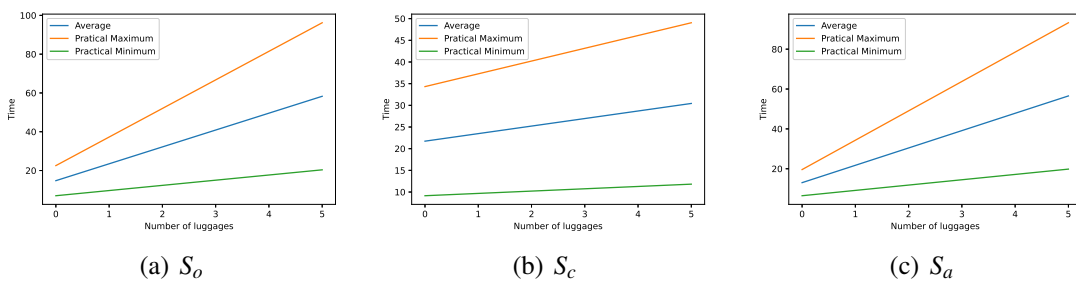 100
80
60
40
20
Time
0 1 2 3 4 5
Number of luggages
Average
Pratical Maximum
Practical Minimum
(a) S_o
50
45
40
35
30
25
20
15
10
Time
0 1 2 3 4 5
Number of luggages
Average
Pratical Maximum
Practical Minimum
(b) S_c
80
60
40
20
Time
0 1 2 3 4 5
Number of luggages
Average
Pratical Maximum
Practical Minimum
(c) S_a